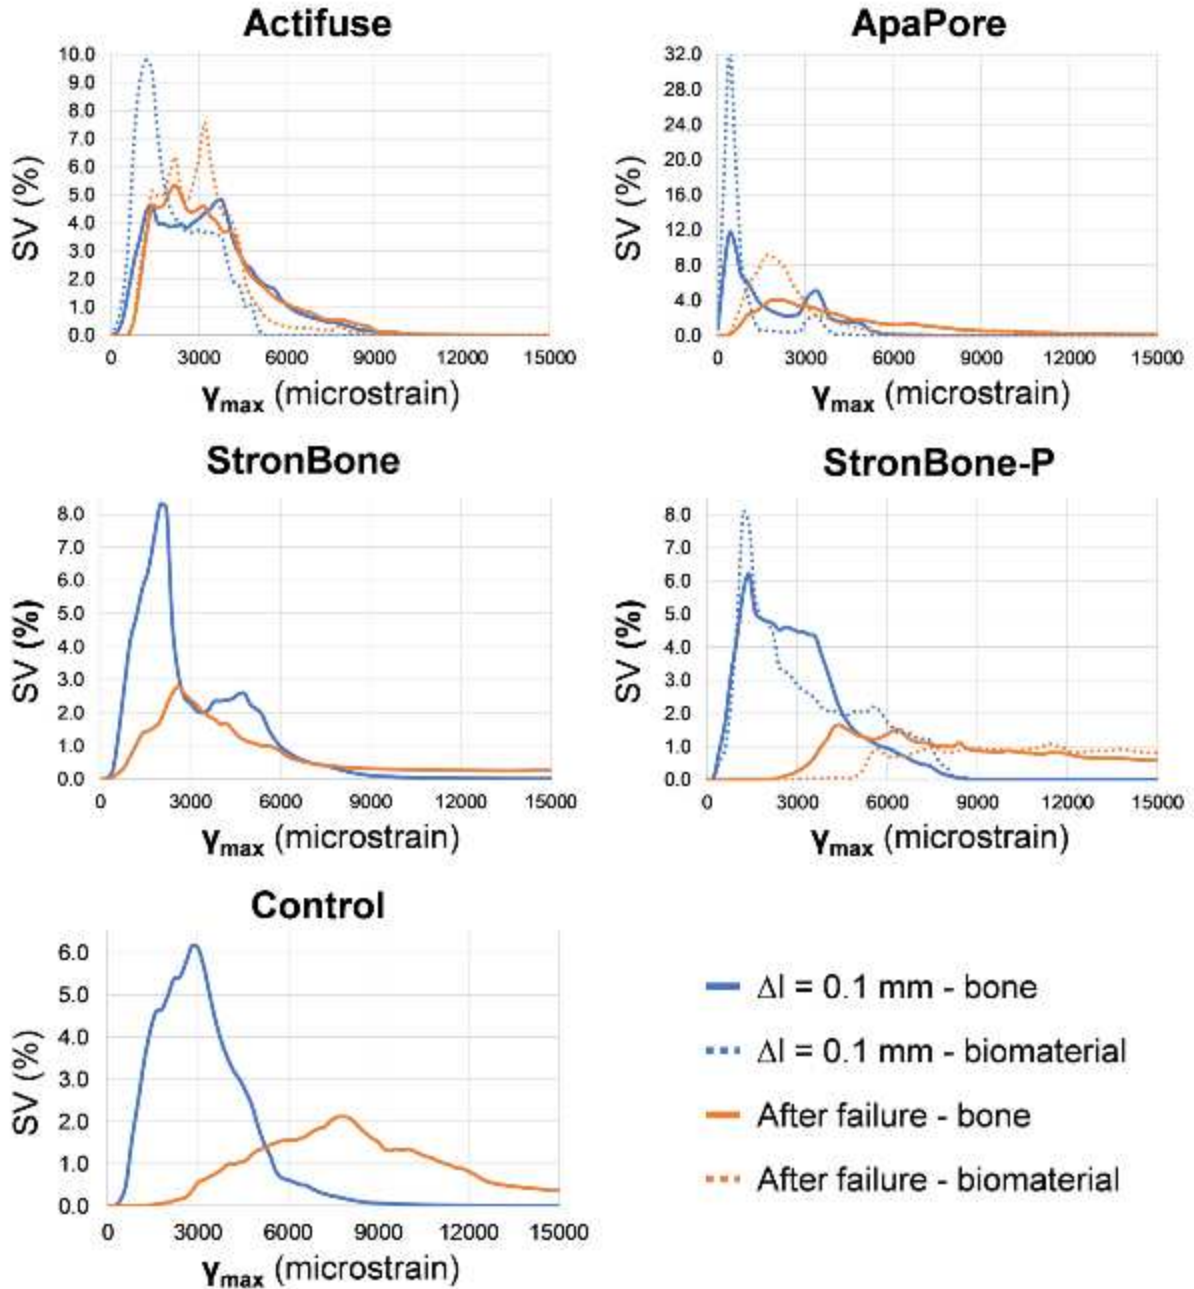 Actifuse
10.0
9.0
8.0
7.0
6.0
5.0
4.0
3.0
2.0
1.0
0.0
SV (%)
0 3000 6000 9000 12000 15000
γmax (microstrain)
ApaPore
32.0
28.0
24.0
20.0
16.0
12.0
8.0
4.0
0.0
SV (%)
0 3000 6000 9000 12000 15000
γmax (microstrain)
StronBone
8.0
7.0
6.0
5.0
4.0
3.0
2.0
1.0
0.0
SV (%)
0 3000 6000 9000 12000 15000
γmax (microstrain)
StronBone-P
8.0
7.0
6.0
5.0
4.0
3.0
2.0
1.0
0.0
SV (%)
0 3000 6000 9000 12000 15000
γmax (microstrain)
Control
6.0
5.0
4.0
3.0
2.0
1.0
0.0
SV (%)
0 3000 6000 9000 12000 15000
γmax (microstrain)
Δl = 0.1 mm - bone
Δl = 0.1 mm - biomaterial
After failure - bone
After failure - biomaterial